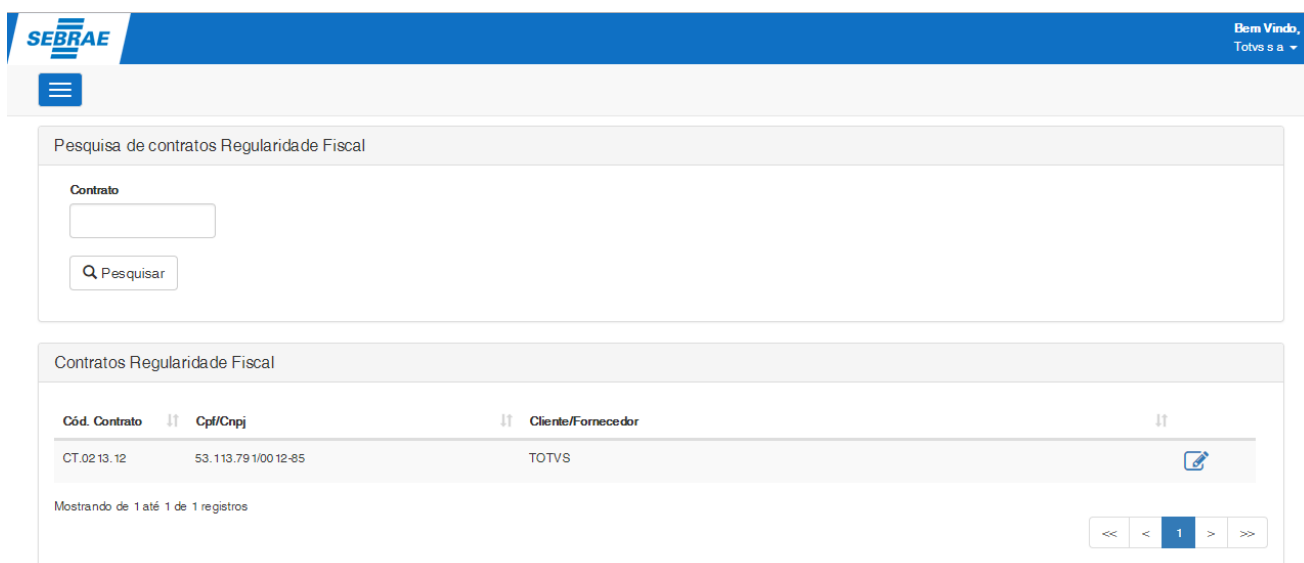 SEBRAE
Bem Vindo,
Totvs s a
Pesquisa de contratos Regularidade Fiscal
Contrato
Pesquisar
Contratos Regularidade Fiscal
Cód. Contrato Cpf/Cnpj Cliente/Fornecedor
CT.0213.12 53.113.791/0012-85 TOTVS
Mostrando de 1 até 1 de 1 registros
<< < 1 > >>